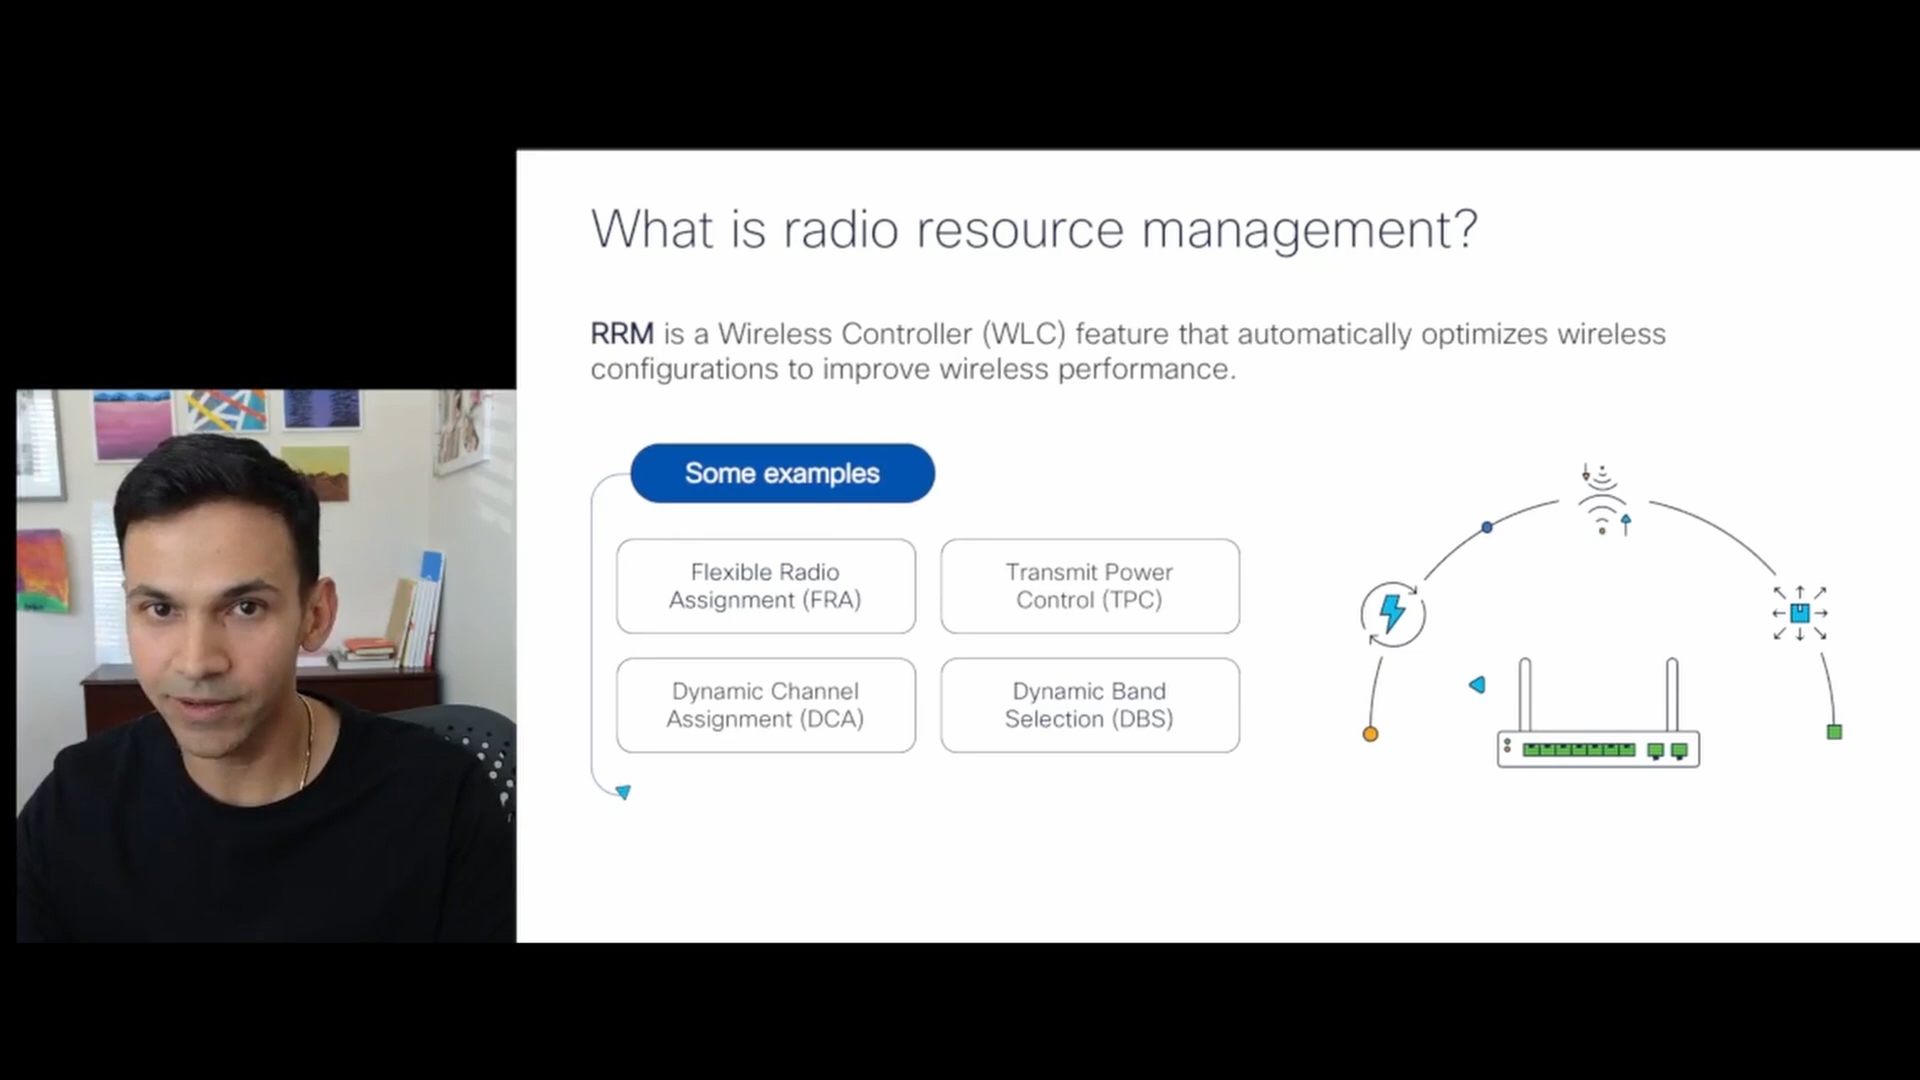 What is radio resource management?
RRM is a Wireless Controller (WLC) feature that automatically optimizes wireless
configurations to improve wireless performance.
Some examples
Flexible Radio
Assignment (FRA)
Transmit Power
Control (TPC)
Dynamic Channel
Assignment (DCA)
Dynamic Band
Selection (DBS)